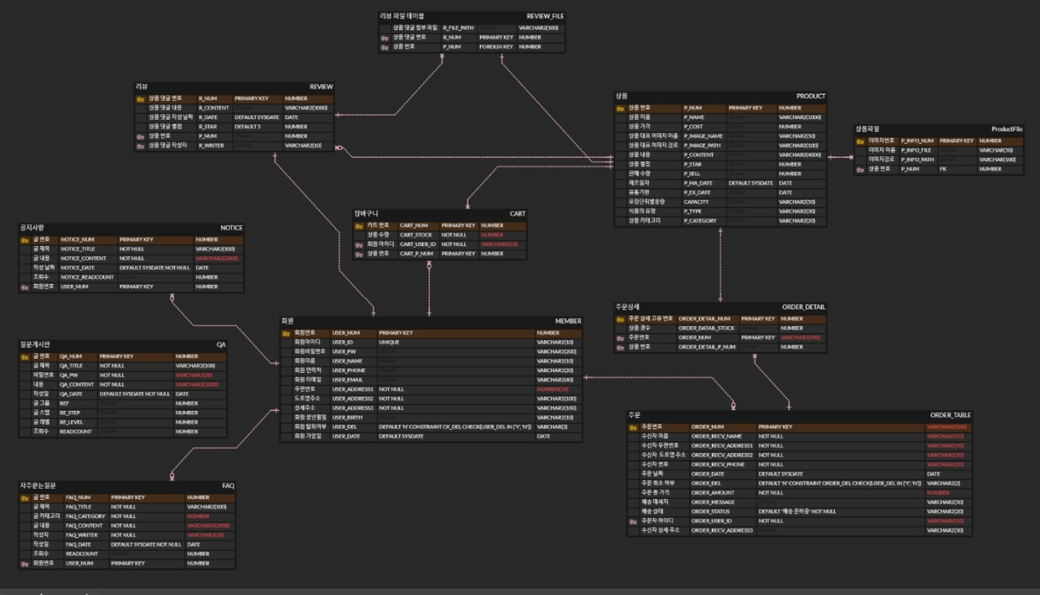 리뷰 파일 테이블 REVIEW_FILE
상품 댓글 첨부 파일 R_FILE_PATH VARCHAR2(100)
상품 댓글 번호 R_NUM PRIMARY KEY NUMBER
상품 번호 P_NUM FOREIGN KEY NUMBER
리뷰 REVIEW
상품 댓글 번호 R_NUM PRIMARY KEY NUMBER
상품 댓글 내용 R_CONTENT VARCHAR2(3000)
상품 댓글 작성 날짜 R_DATE DEFAULT SYSDATE DATE
상품 댓글 별점 R_STAR DEFAULT 5 NUMBER
상품 번호 P_NUM NUMBER
상품 댓글 작성자 R_WRITER VARCHAR2(10)
상품 PRODUCT
상품 번호 P_NUM PRIMARY KEY NUMBER
상품 이름 P_NAME VARCHAR2(1000)
상품 가격 P_COST NUMBER
상품 대표 이미지 이름 P_IMAGE_NAME VARCHAR2(50)
상품 대표 이미지 경로 P_IMAGE_PATH VARCHAR2(100)
상품 내용 P_CONTENT VARCHAR2(4000)
상품 별점 P_STAR NUMBER
판매 수량 P_SELL NUMBER
제조일자 P_MA_DATE DEFAULT SYSDATE DATE
유통기한 P_EX_DATE DATE
포장단위별용량 CAPACITY VARCHAR2(50)
식품의 유형 P_TYPE VARCHAR2(30)
상품 카테고리 P_CATEGORY VARCHAR2(20)
상품파일 ProductFile
이미지번호 P_INFO_NUM PRIMARY KEY NUMBER
이미지 이름 P_INFO_FILE VARCHAR(50)
이미지경로 P_INFO_PATH VARCHAR(100)
상품 번호 P_NUM FK NUMBER
장바구니 CART
카트 번호 CART_NUM PRIMARY KEY NUMBER
상품 수량 CART_STOCK NOT NULL NUMBER
회원 아이디 CART_USER_ID NOT NULL VARCHAR2(10)
상품 번호 CART_P_NUM PRIMARY KEY NUMBER
공지사항 NOTICE
글 번호 NOTICE_NUM PRIMARY KEY NUMBER
글 제목 NOTICE_TITLE NOT NULL VARCHAR2(100)
글 내용 NOTICE_CONTENT NOT NULL
작성 날짜 NOTICE_DATE DEFAULT SYSDATE NOT NULL DATE
조회수 NOTICE_READCOUNT NUMBER
회원번호 USER_NUM PRIMARY KEY NUMBER
회원 MEMBER
회원번호 USER_NUM PRIMARY KEY NUMBER
회원아이디 USER_ID UNIQUE VARCHAR2(10)
회원비밀번호 USER_PW VARCHAR2(200)
회원이름 USER_NAME VARCHAR2(10)
회원 연락처 USER_PHONE VARCHAR2(20)
회원 이메일 USER_EMAIL VARCHAR2(40)
우편번호 USER_ADDRESS1 NOT NULL
도로명주소 USER_ADDRESS2 NOT NULL VARCHAR2(100)
상세주소 USER_ADDRESS3 NOT NULL VARCHAR2(100)
회원 생년월일 USER_BIRTH VARCHAR2(10)
회원 탈퇴여부 USER_DEL DEFAULT 'N' CONSTRAINT CK_DEL CHECK(USER_DEL IN ('Y', 'N')) VARCHAR(3)
회원 가입일 USER_DATE DEFAULT SYSDATE DATE
주문상세 ORDER_DETAIL
주문 상세 고유 번호 ORDER_DETAIL_NUM PRIMARY KEY NUMBER
상품 갯수 ORDER_DATAIL_STOCK NUMBER
주문번호 ORDER_NUM PRIMARY KEY VARCHAR2(100)
상품 번호 ORDER_DETAIL_P_NUM NUMBER
질문게시판 QA
글 번호 QA_NUM PRIMARY KEY NUMBER
글 제목 QA_TITLE NOT NULL VARCHAR2(100)
비밀번호 QA_PW NOT NULL
내용 QA_CONTENT NOT NULL
작성일 QA_DATE DEFAULT SYSDATE NOT NULL DATE
글 그룹 REF NUMBER
글 스텝 RE_STEP NUMBER
글 레벨 RE_LEVEL NUMBER
조회수 READCOUNT NUMBER
주문 ORDER_TABLE
주문번호 ORDER_NUM PRIMARY KEY VARCHAR2(100)
수신자 이름 ORDER_RECV_NAME NOT NULL
수신자 우편번호 ORDER_RECV_ADDRESS1 NOT NULL
수신자 도로명 주소 ORDER_RECV_ADDRESS2 NOT NULL
수신자 번호 ORDER_RECV_PHONE NOT NULL
주문 날짜 ORDER_DATE DEFAULT SYSDATE DATE
주문 취소 여부 ORDER_DEL DEFAULT 'N' CONSTRAINT ORDER_DEL CHECK(USER_DEL IN ('Y', 'N')) VARCHAR2(2)
주문 총 가격 ORDER_AMOUNT NOT NULL NUMBER
배송 메세지 ORDER_MESSAGE VARCHAR2(50)
배송 상태 ORDER_STATUS DEFAULT '배송 준비중' NOT NULL VARCHAR2(20)
주문자 아이디 ORDER_USER_ID NOT NULL VARCHAR2(10)
수신자 상세 주소 ORDER_RECV_ADDRESS3 VARCHAR2(50)
자주묻는질문 FAQ
글 번호 FAQ_NUM PRIMARY KEY NUMBER
글 제목 FAQ_TITLE NOT NULL VARCHAR2(100)
글 카테고리 FAQ_CATEGORY NOT NULL NUMBER
글 내용 FAQ_CONTENT NOT NULL
작성자 FAQ_WRITER NOT NULL
작성일 FAQ_DATE DEFAULT SYSDATE NOT NULL DATE
조회수 READCOUNT NUMBER
회원번호 USER_NUM PRIMARY KEY NUMBER